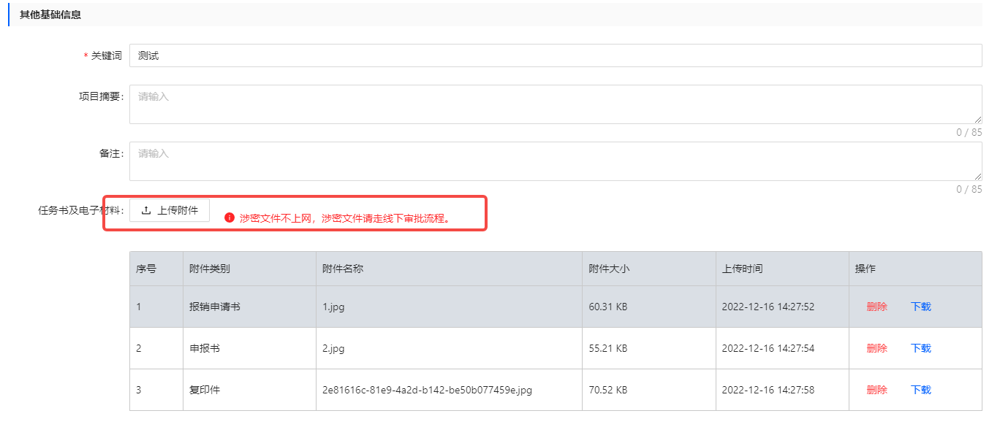 其他基础信息
* 关键词 测试
项目摘要: 请输入
0 / 85
备注: 请输入
0 / 85
任务书及电子材料: 上传附件 涉密文件不上网，涉密文件请走线下审批流程。
序号 附件类别 附件名称 附件大小 上传时间 操作
1 报销申请书 1.jpg 60.31 KB 2022-12-16 14:27:52 删除 下载
2 申报书 2.jpg 55.21 KB 2022-12-16 14:27:54 删除 下载
3 复印件 2e81616c-81e9-4a2d-b142-be50b077459e.jpg 70.52 KB 2022-12-16 14:27:58 删除 下载